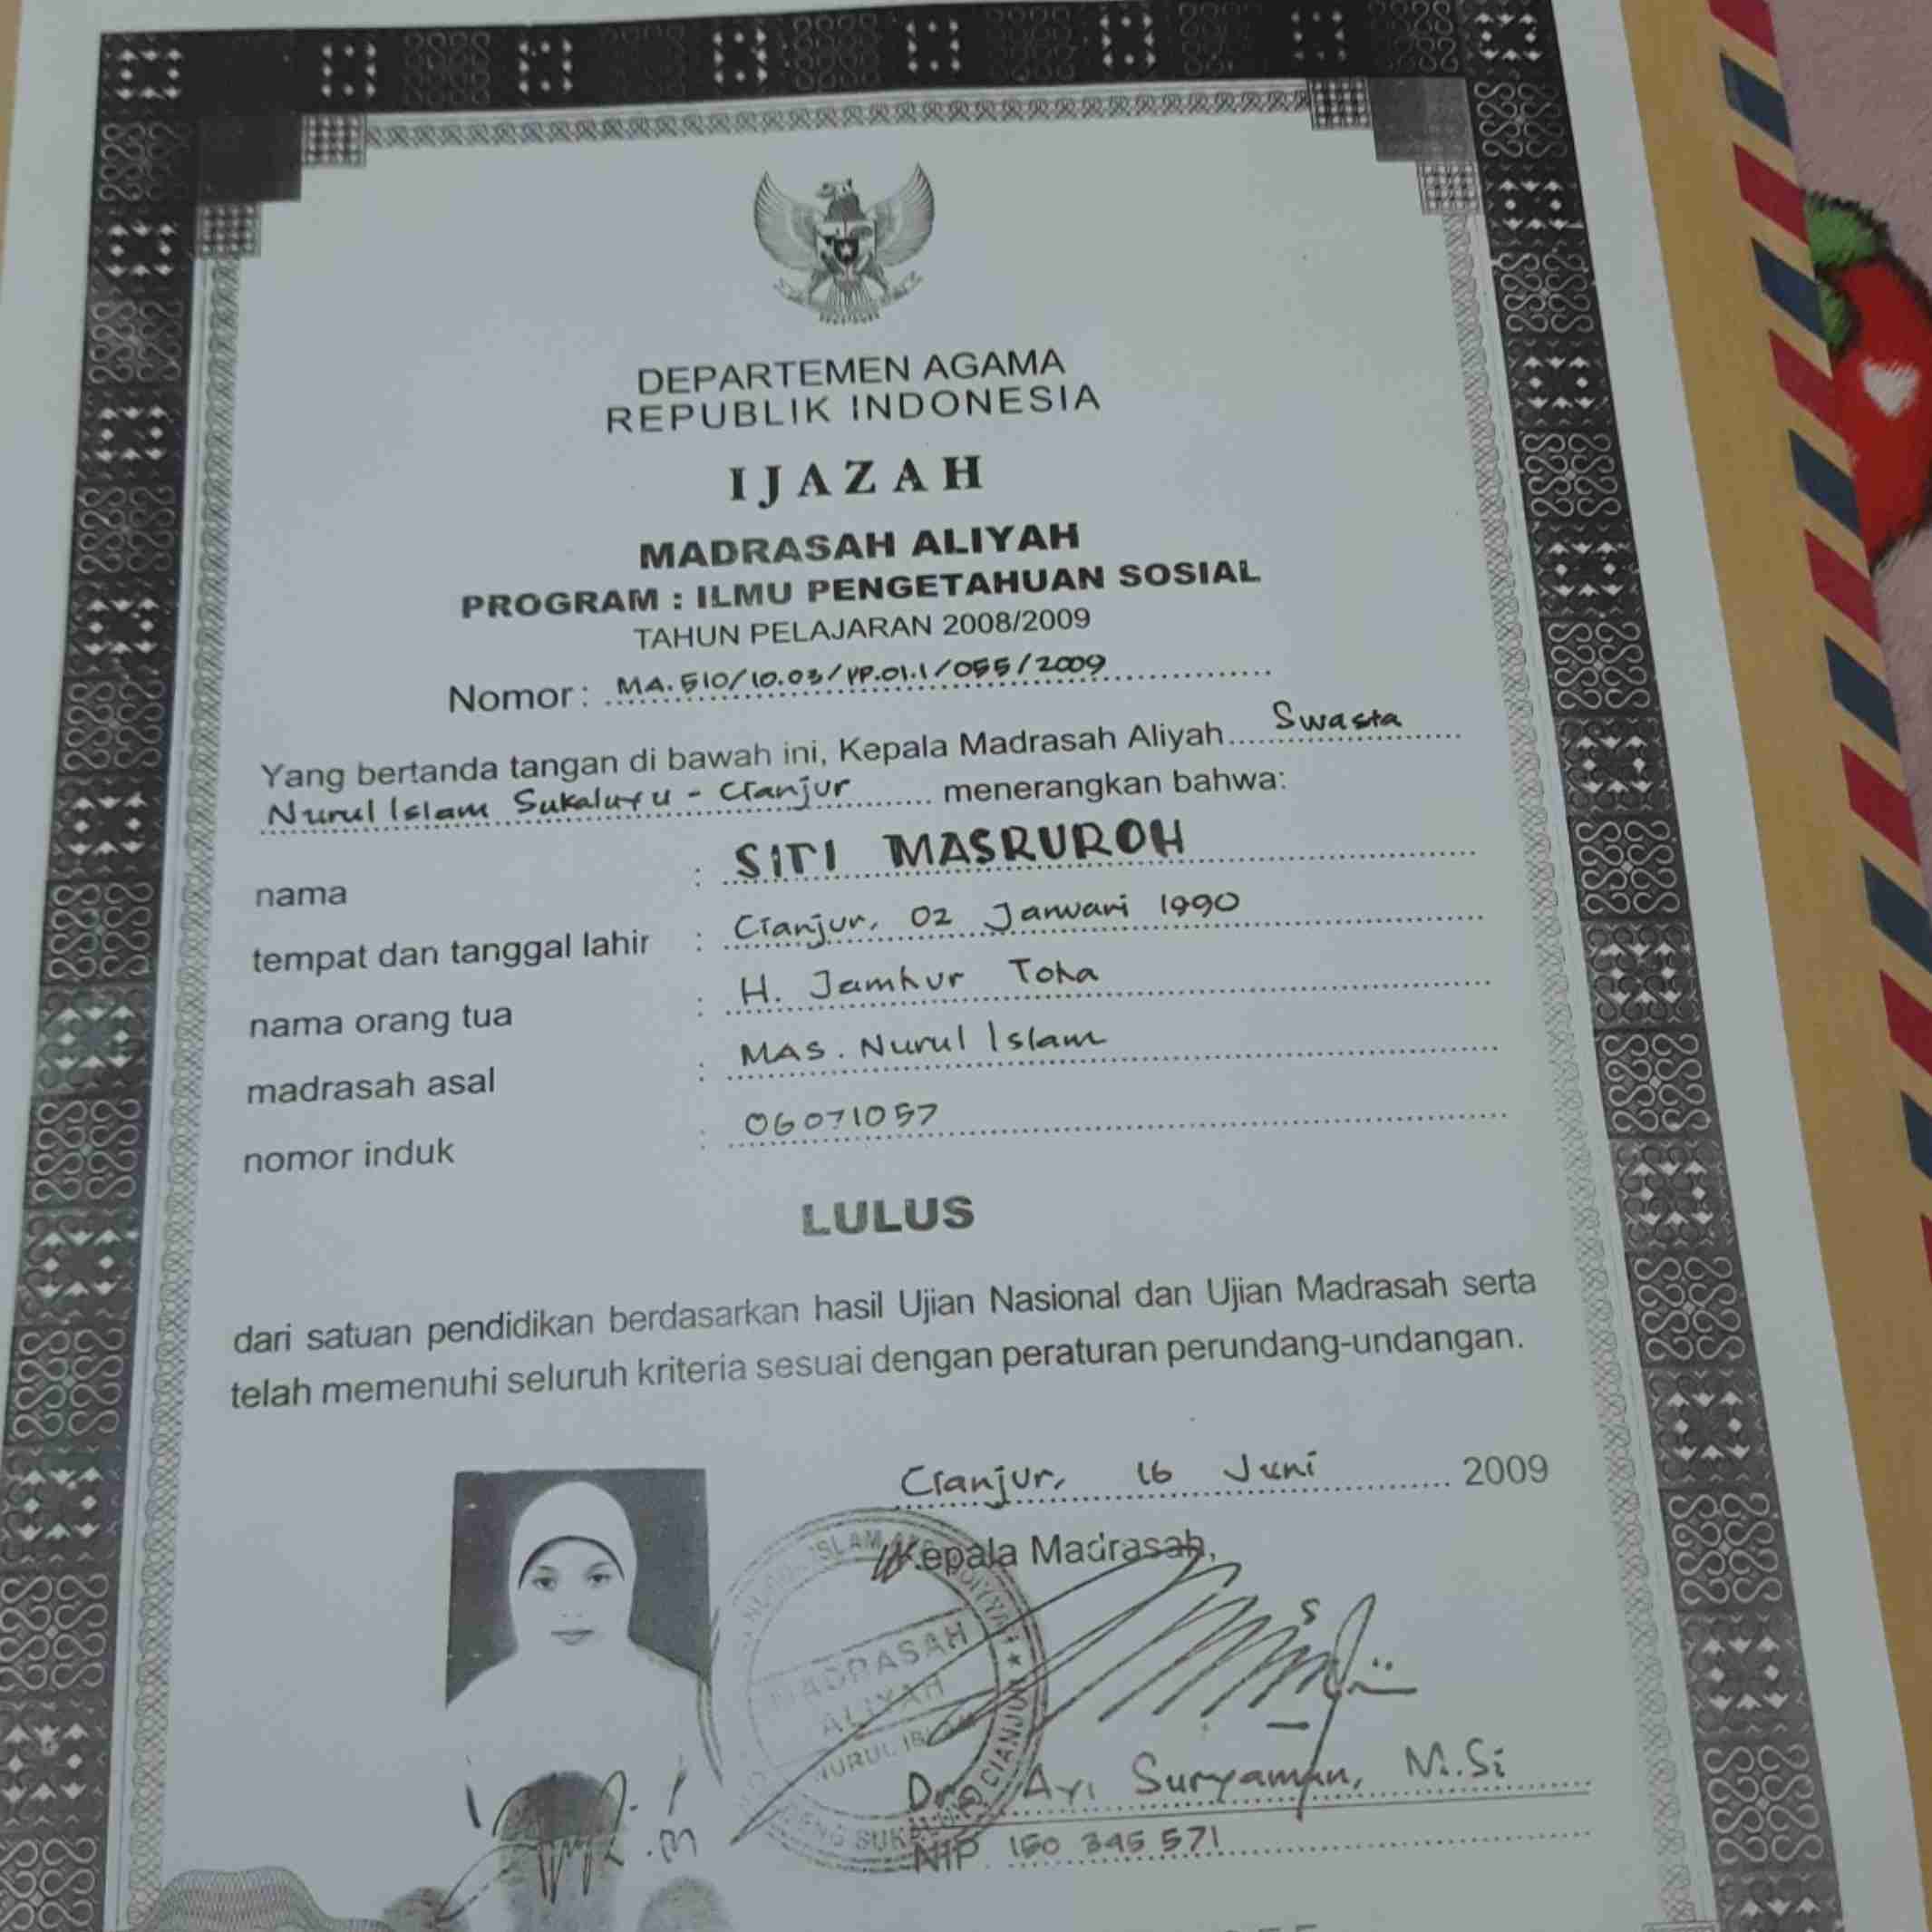 DEPARTEMEN AGAMA
REPUBLIK INDONESIA
IJAZAH
MADRASAH ALIYAH
PROGRAM : ILMU PENGETAHUAN SOSIAL
TAHUN PELAJARAN 2008/2009
Nomor : MA.510/10.03/PP.01.1/055/2009
Yang bertanda tangan di bawah ini, Kepala Madrasah Aliyah Swasta
Nurul Islam Sukaluyu - Cianjur menerangkan bahwa:
nama : SITI MASRUROH
tempat dan tanggal lahir : Cianjur, 02 Januari 1990
nama orang tua : H. Jamhur Toha
madrasah asal : MAS. Nurul Islam
nomor induk : 06071057
LULUS
dari satuan pendidikan berdasarkan hasil Ujian Nasional dan Ujian Madrasah serta
telah memenuhi seluruh kriteria sesuai dengan peraturan perundang-undangan.
Cianjur, 16 Juni 2009
Kepala Madrasah,
MADRASAH
ALIYAH
NURUL ISLAM
CIANJUR
Drs. Ayi Suryaman, M.Si
NIP. 150 345 571